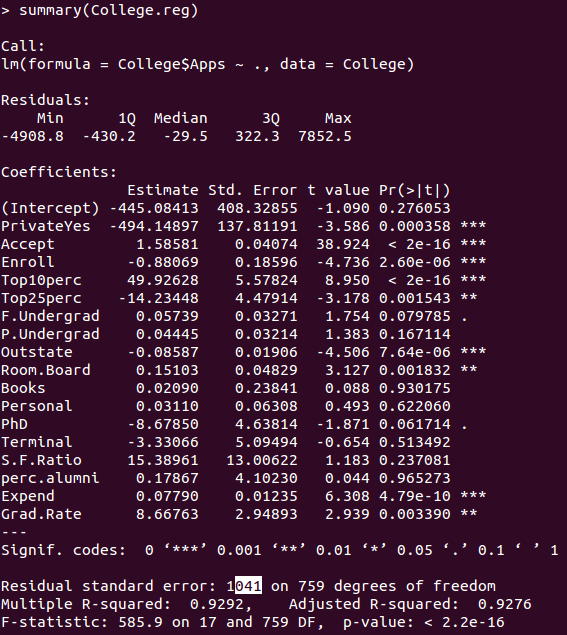 > summary(College.reg)

Call:
lm(formula = College$Apps ~ ., data = College)

Residuals:
    Min      1Q  Median      3Q     Max
-4908.8  -430.2   -29.5   322.3  7852.5

Coefficients:
              Estimate Std. Error t value Pr(>|t|)
(Intercept) -445.08413  408.32855  -1.090 0.276053
PrivateYes  -494.14897  137.81191  -3.586 0.000358 ***
Accept         1.58581    0.04074  38.924  < 2e-16 ***
Enroll        -0.88069    0.18596  -4.736 2.60e-06 ***
Top10perc     49.92628    5.57824   8.950  < 2e-16 ***
Top25perc    -14.23448    4.47914  -3.178 0.001543 **
F.Undergrad    0.05739    0.03271   1.754 0.079785 .
P.Undergrad    0.04445    0.03214   1.383 0.167114
Outstate      -0.08587    0.01906  -4.506 7.64e-06 ***
Room.Board     0.15103    0.04829   3.127 0.001832 **
Books          0.02090    0.23841   0.088 0.930175
Personal       0.03110    0.06308   0.493 0.622060
PhD           -8.67850    4.63814  -1.871 0.061714 .
Terminal      -3.33066    5.09494  -0.654 0.513492
S.F.Ratio     15.38961   13.00622   1.183 0.237081
perc.alumni    0.17867    4.10230   0.044 0.965273
Expend         0.07790    0.01235   6.308 4.79e-10 ***
Grad.Rate      8.66763    2.94893   2.939 0.003390 **
---
Signif. codes:  0 ‘***’ 0.001 ‘**’ 0.01 ‘*’ 0.05 ‘.’ 0.1 ‘ ’ 1

Residual standard error: 1041 on 759 degrees of freedom
Multiple R-squared:  0.9292,    Adjusted R-squared:  0.9276
F-statistic: 585.9 on 17 and 759 DF,  p-value: < 2.2e-16